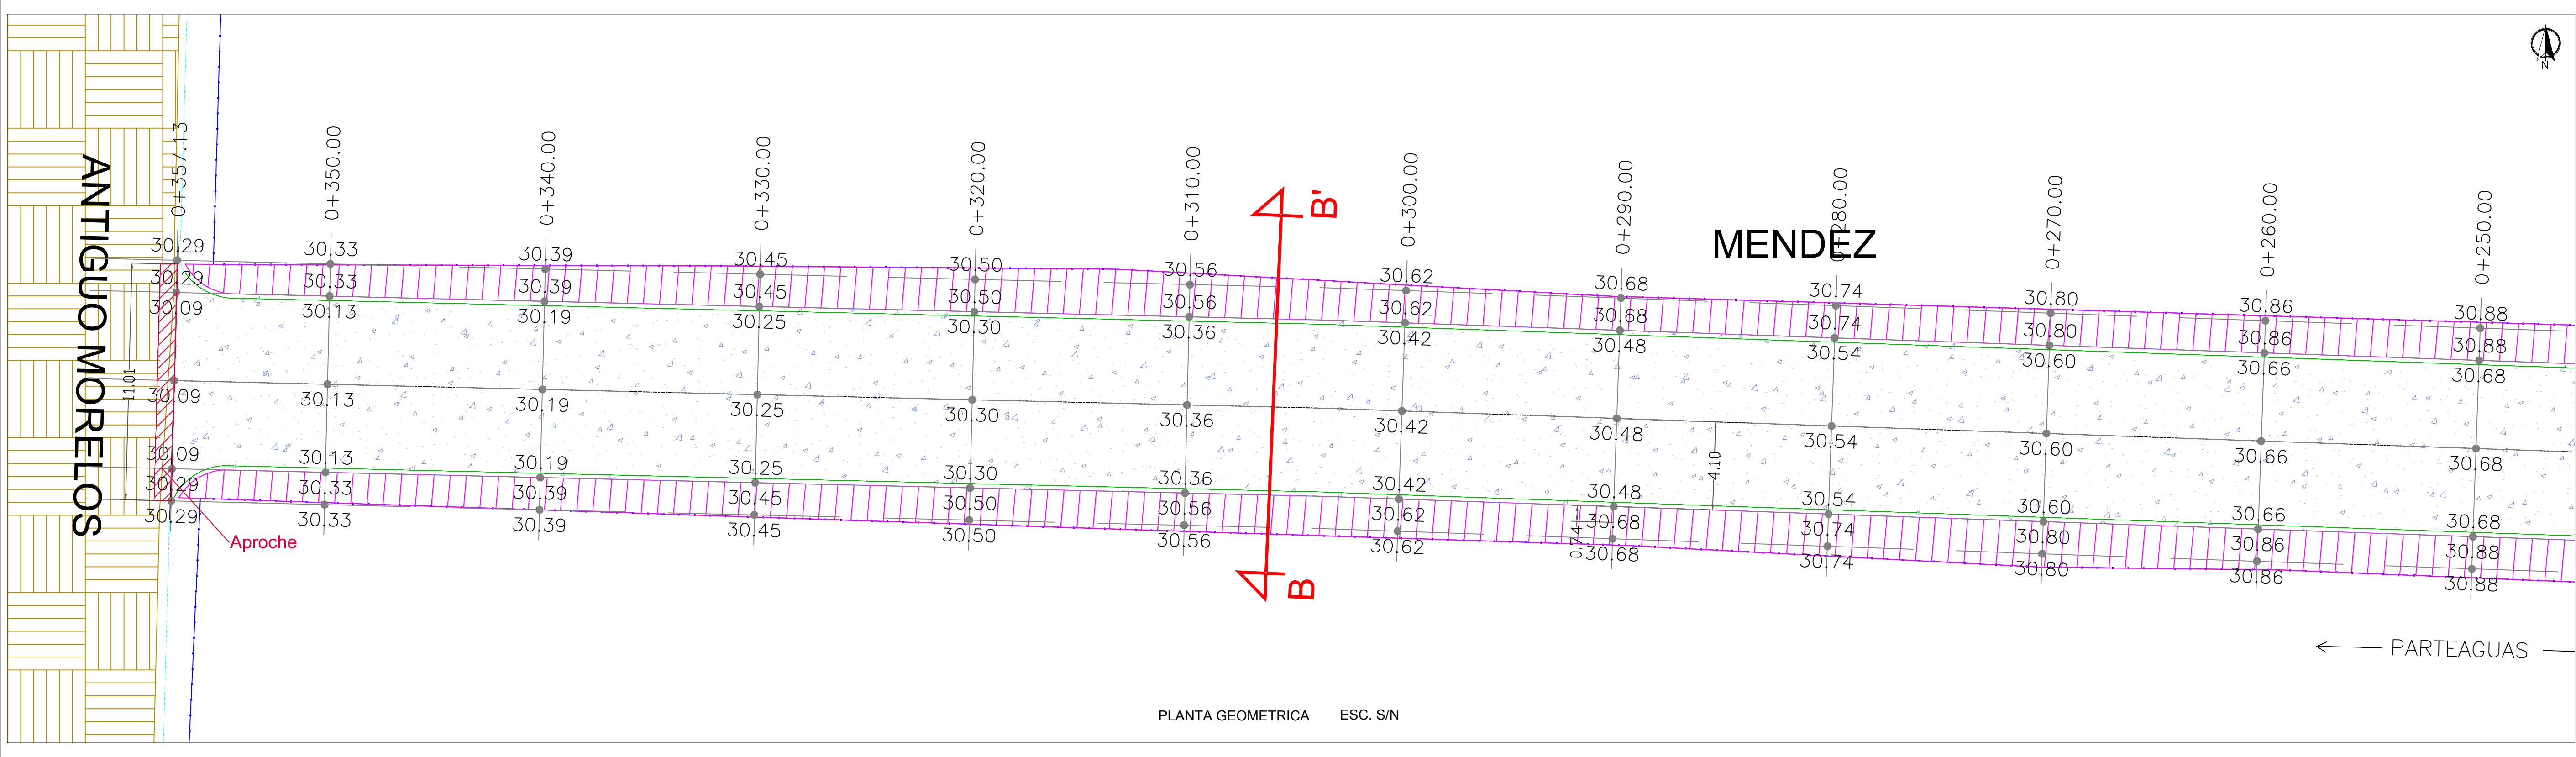 N
0+357.13
0+350.00
0+340.00
0+330.00
0+320.00
0+310.00
0+300.00
0+290.00
0+280.00
0+270.00
0+260.00
0+250.00
ANTIGUO MORELOS
MENDEZ
B'
30.29 30.33 30.39 30.45 30.50 30.56 30.62 30.68 30.74 30.80 30.86 30.88
30.29 30.33 30.39 30.45 30.50 30.56 30.62 30.68 30.74 30.80 30.86 30.88
30.09 30.13 30.19 30.25 30.30 30.36 30.42 30.48 30.54 30.60 30.66 30.68
11.01
30.09 30.13 30.19 30.25 30.30 30.36 30.42 30.48 30.54 30.60 30.66 30.68
4.10
30.09 30.13 30.19 30.25 30.30 30.36 30.42 30.48 30.54 30.60 30.66 30.68
30.29 30.33 30.39 30.45 30.50 30.56 30.62 30.68 30.74 30.80 30.86 30.88
0.74
30.29 30.33 30.39 30.45 30.50 30.56 30.62 30.68 30.74 30.80 30.86 30.88
Aproche
B
PARTEAGUAS
PLANTA GEOMETRICA ESC. S/N